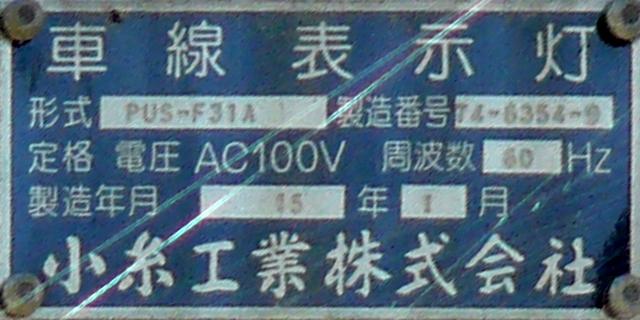 車線表示灯
形式 PUS-F31A 製造番号 T4-6354-9
定格 電圧 AC100V 周波数 60 Hz
製造年月 15 年 1 月
小糸工業株式会社